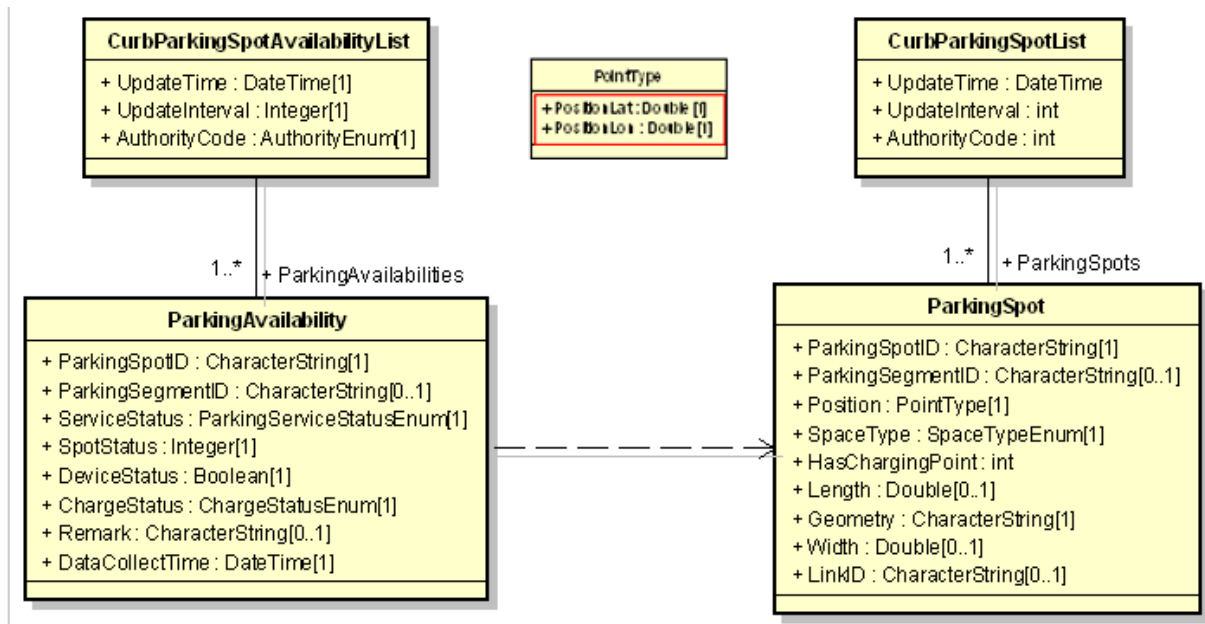 CurbParkingSpotAvailabilityList
+ UpdateTime : DateTime[1]
+ UpdateInterval : Integer[1]
+ AuthorityCode : AuthorityEnum[1]
PointType
+ PositionLat : Double [1]
+ PositionLon : Double [1]
CurbParkingSpotList
+ UpdateTime : DateTime
+ UpdateInterval : int
+ AuthorityCode : int
1..*
+ ParkingAvailabilities
1..*
+ ParkingSpots
ParkingAvailability
+ ParkingSpotID : CharacterString[1]
+ ParkingSegmentID : CharacterString[0..1]
+ ServiceStatus : ParkingServiceStatusEnum[1]
+ SpotStatus : Integer[1]
+ DeviceStatus : Boolean[1]
+ ChargeStatus : ChargeStatusEnum[1]
+ Remark : CharacterString[0..1]
+ DataCollectTime : DateTime[1]
ParkingSpot
+ ParkingSpotID : CharacterString[1]
+ ParkingSegmentID : CharacterString[0..1]
+ Position : PointType[1]
+ SpaceType : SpaceTypeEnum[1]
+ HasChargingPoint : int
+ Length : Double[0..1]
+ Geometry : CharacterString[1]
+ Width : Double[0..1]
+ LinkID : CharacterString[0..1]